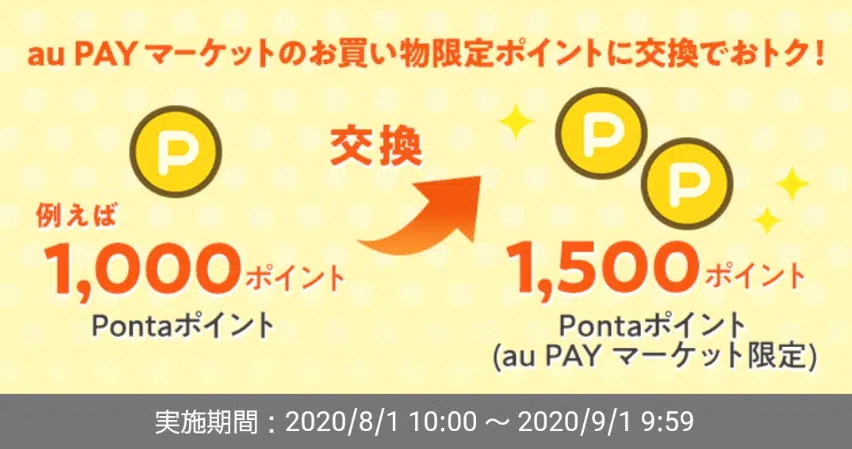 au PAY マーケットのお買い物限定ポイントに交換でおトク!
P
交換
P
P
例えば
1,000ポイント
Pontaポイント
1,500ポイント
Pontaポイント
(au PAY マーケット限定)
実施期間：2020/8/1 10:00 ～ 2020/9/1 9:59